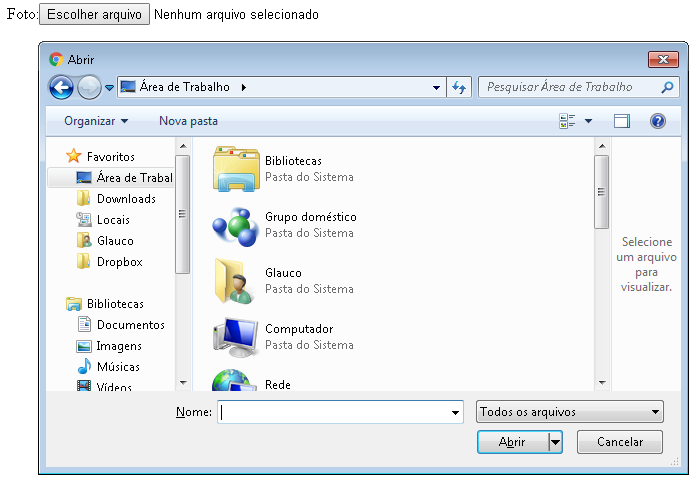 Foto: Escolher arquivo Nenhum arquivo selecionado
Abrir
Área de Trabalho
Pesquisar Área de Trabalho
Organizar Nova pasta
Favoritos
Área de Trabal
Downloads
Locais
Glauco
Dropbox
Bibliotecas
Documentos
Imagens
Músicas
Vídeos
Bibliotecas
Pasta do Sistema
Grupo doméstico
Pasta do Sistema
Glauco
Pasta do Sistema
Computador
Pasta do Sistema
Rede
Selecione
um arquivo
para
visualizar.
Nome:
Todos os arquivos
Abrir
Cancelar